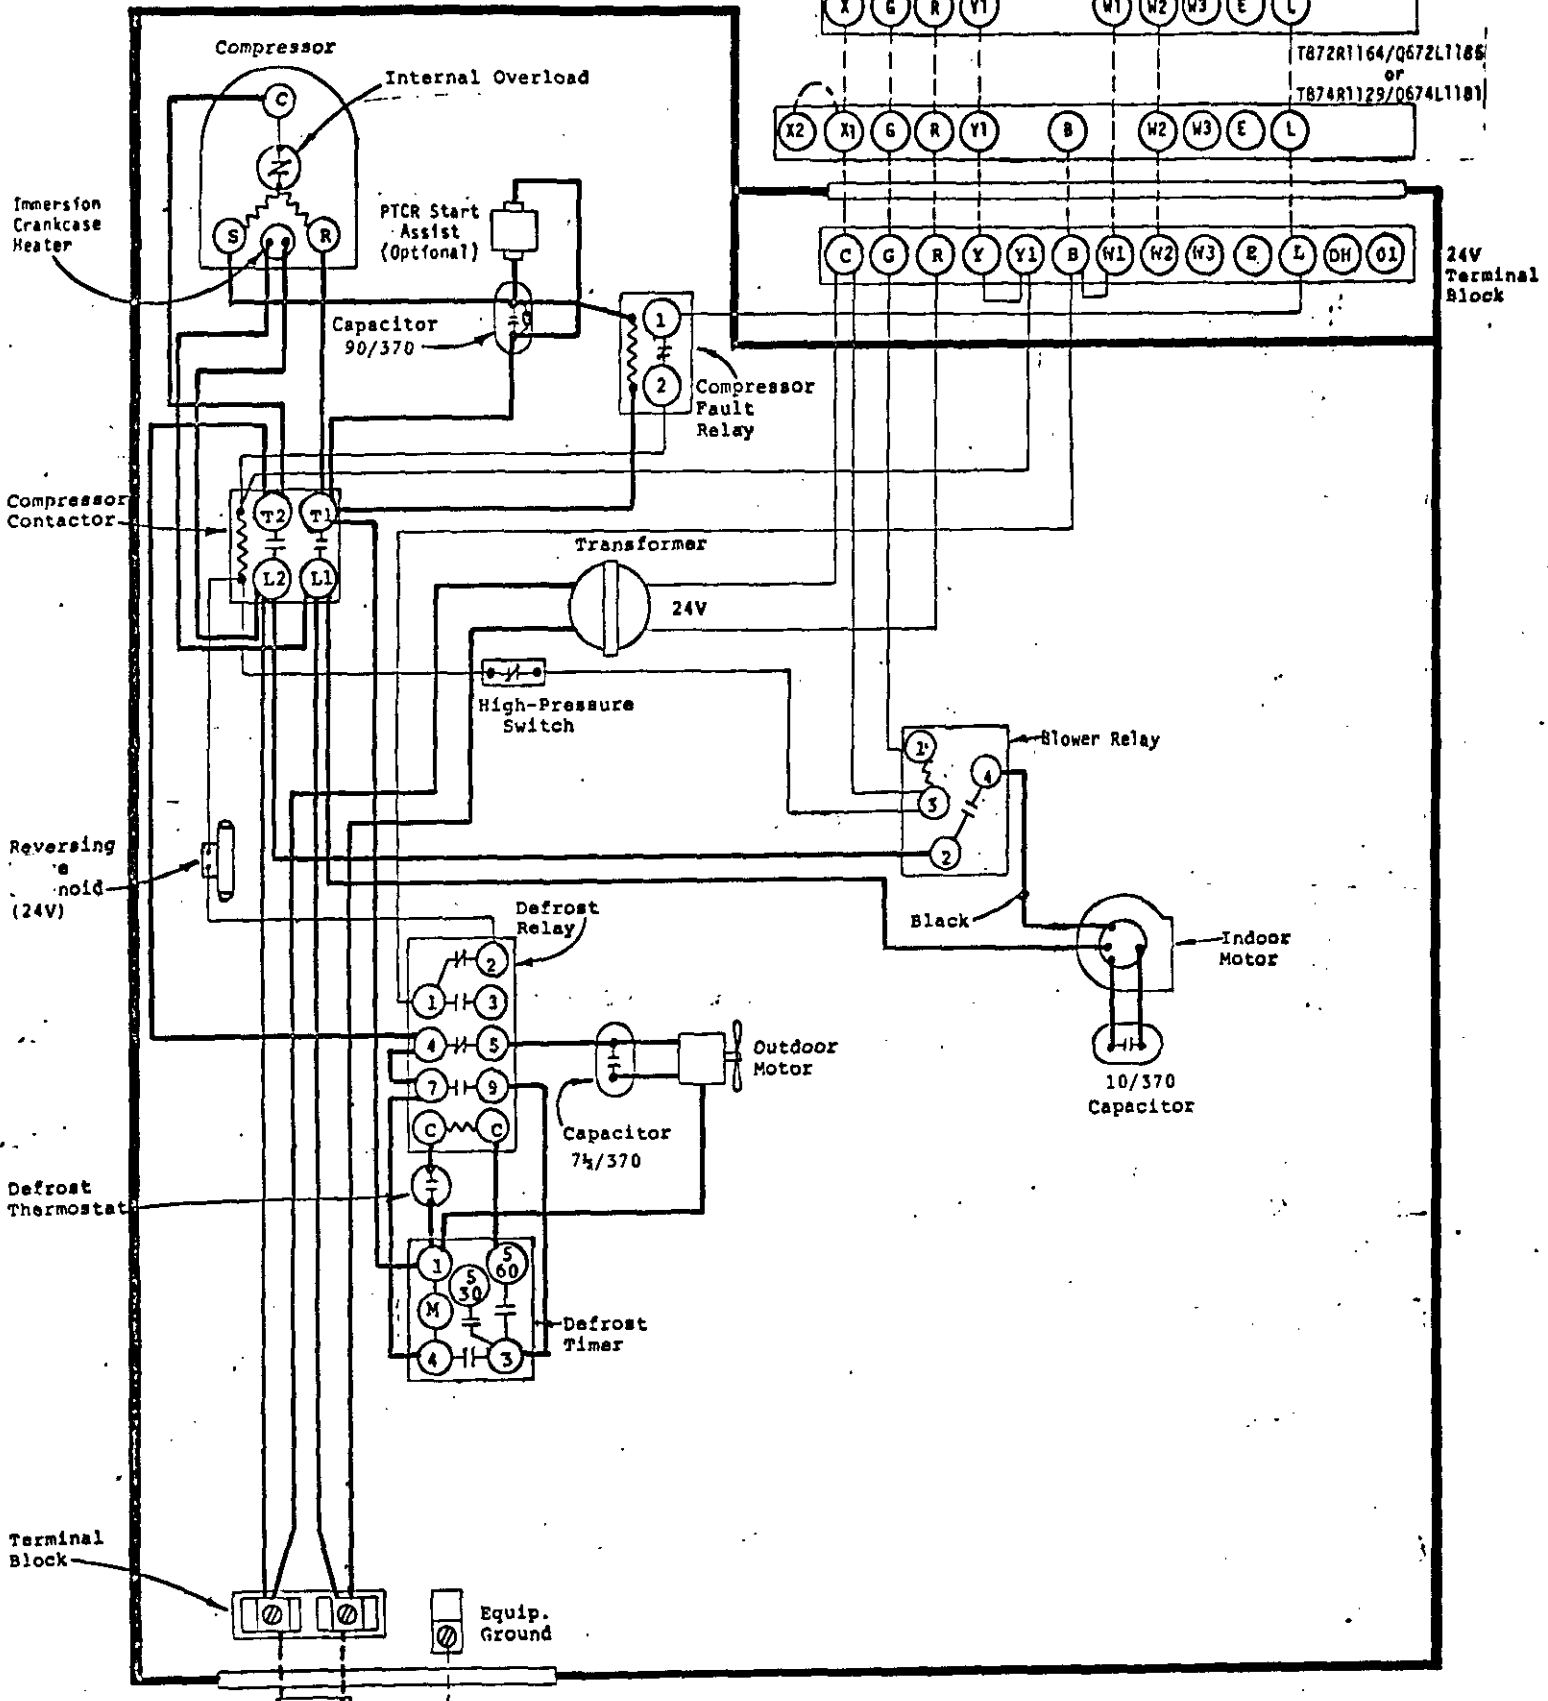 X G R Y1 W1 W2 W3 E L
T872R1164/Q672L1186
or
T874R1129/Q674L1181
X2 X1 G R Y1 B W2 W3 E L
C G R Y Y1 B W1 W2 W3 E L DH O1
24V
Terminal
Block
Compressor
Internal Overload
C
S R
Immersion
Crankcase
Heater
PTCR Start
Assist
(Optional)
Capacitor
90/370
1
2
Compressor
Fault
Relay
Compressor
Contactor
T2 T1
L2 L1
Transformer
24V
High-Pressure
Switch
Blower Relay
1
4
3
2
Reversing
e
noid
(24V)
Black
Indoor
Motor
10/370
Capacitor
Defrost
Relay
2
1 3
4 5
7 9
C C
Outdoor
Motor
Capacitor
7½/370
Defrost
Thermostat
1
S
60
S
30
M
4 3
Defrost
Timer
Terminal
Block
Equip.
Ground